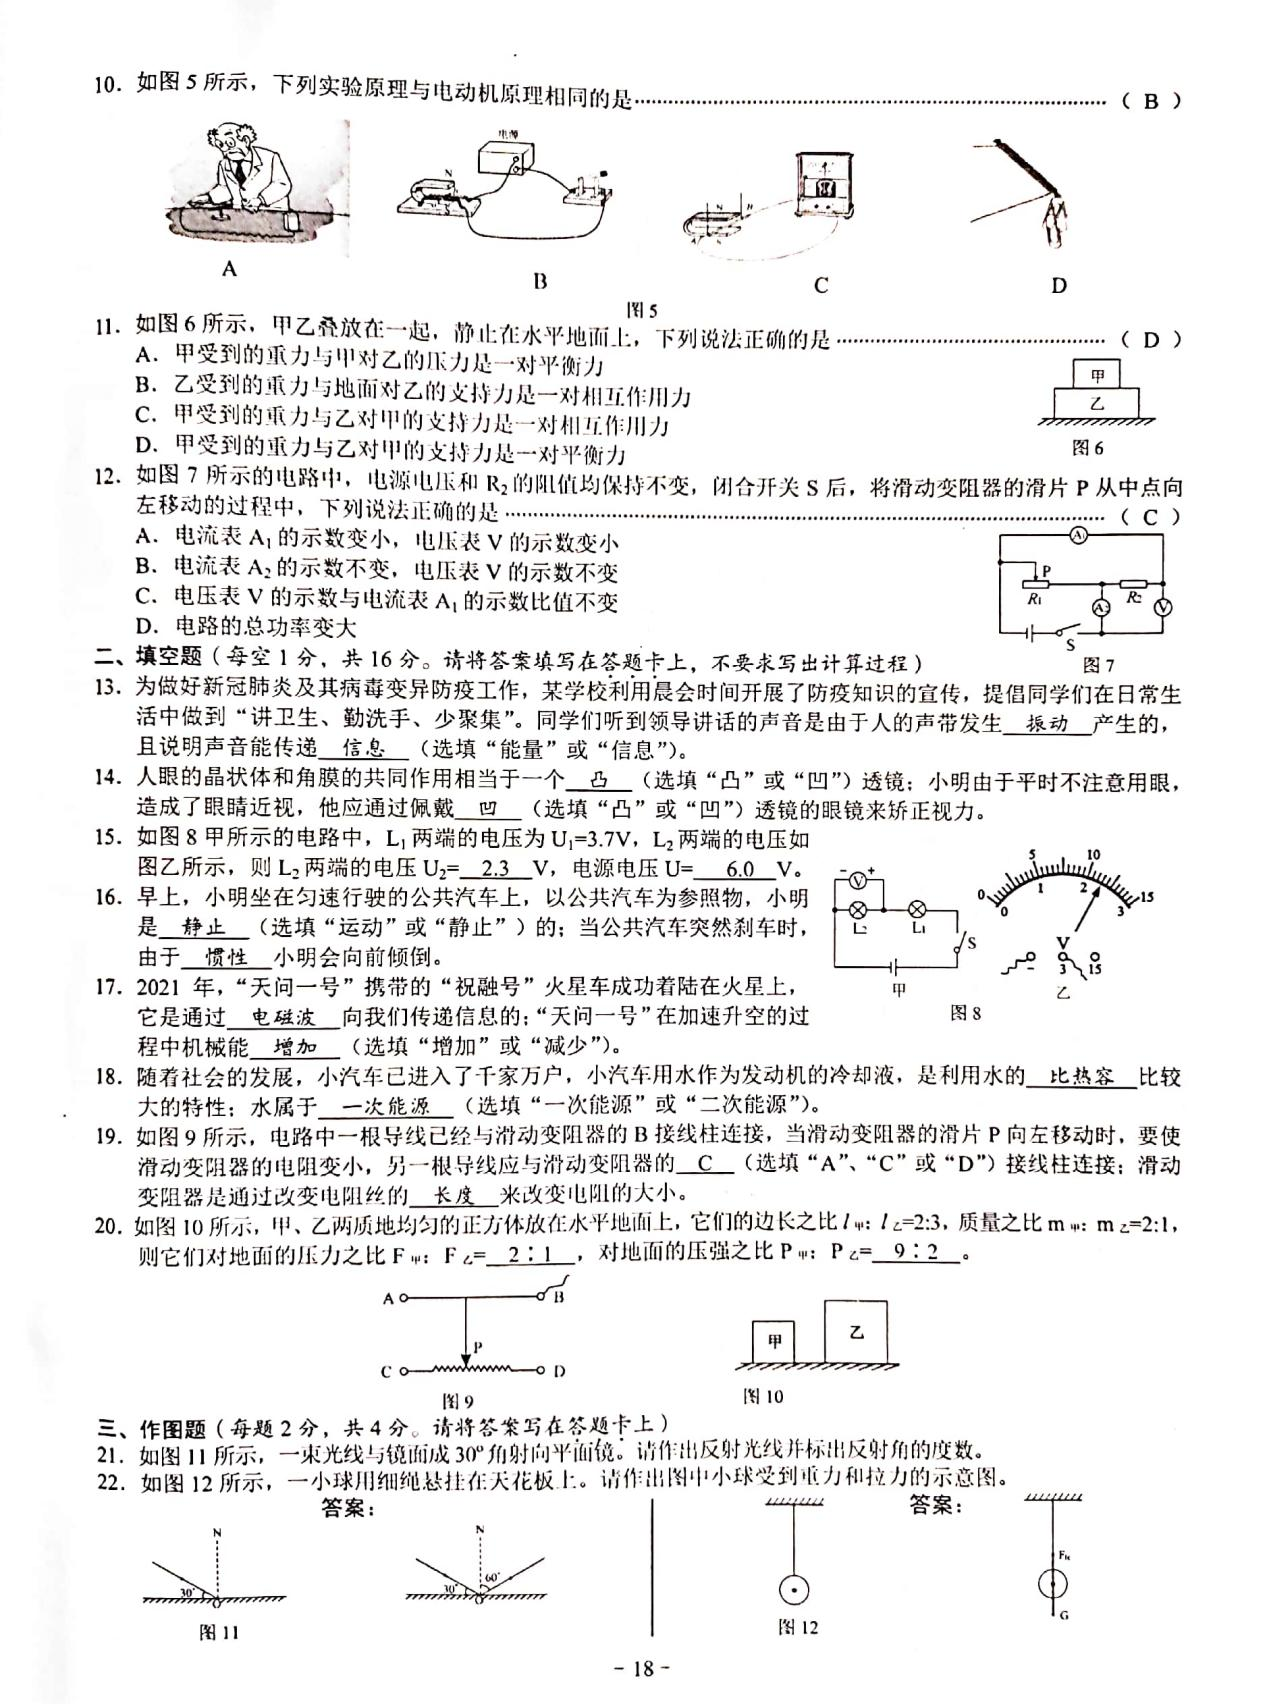 10．如图5所示，下列实验原理与电动机原理相同的是…………………………（ B ）
电源
N
A
B
C
D
图5
11．如图6所示，甲乙叠放在一起，静止在水平地面上，下列说法正确的是……………………（ D ）
A．甲受到的重力与甲对乙的压力是一对平衡力
B．乙受到的重力与地面对乙的支持力是一对相互作用力
C．甲受到的重力与乙对甲的支持力是一对相互作用力
D．甲受到的重力与乙对甲的支持力是一对平衡力
甲
乙
图6
12．如图7所示的电路中，电源电压和R₂的阻值均保持不变，闭合开关S后，将滑动变阻器的滑片P从中点向
左移动的过程中，下列说法正确的是……………………………………（ C ）
A．电流表A₁的示数变小，电压表V的示数变小
B．电流表A₂的示数不变，电压表V的示数不变
C．电压表V的示数与电流表A₁的示数比值不变
D．电路的总功率变大
A₁
P
R₁
A₂
R₂
V
S
图7
二、填空题（每空1分，共16分。请将答案填写在答题卡上，不要求写出计算过程）
13．为做好新冠肺炎及其病毒变异防疫工作，某学校利用晨会时间开展了防疫知识的宣传，提倡同学们在日常生
活中做到“讲卫生、勤洗手、少聚集”。同学们听到领导讲话的声音是由于人的声带发生 振动 产生的，
且说明声音能传递 信息 （选填“能量”或“信息”）。
14．人眼的晶状体和角膜的共同作用相当于一个 凸 （选填“凸”或“凹”）透镜；小明由于平时不注意用眼，
造成了眼睛近视，他应通过佩戴 凹 （选填“凸”或“凹”）透镜的眼镜来矫正视力。
15．如图8甲所示的电路中，L₁两端的电压为U₁=3.7V，L₂两端的电压如
图乙所示，则L₂两端的电压U₂= 2.3 V，电源电压U= 6.0 V。
16．早上，小明坐在匀速行驶的公共汽车上，以公共汽车为参照物，小明
是 静止 （选填“运动”或“静止”）的；当公共汽车突然刹车时，
由于 惯性 小明会向前倾倒。
17．2021年，“天问一号”携带的“祝融号”火星车成功着陆在火星上，
它是通过 电磁波 向我们传递信息的；“天问一号”在加速升空的过
程中机械能 增加 （选填“增加”或“减少”）。
- V +
L₂
L₁
S
甲
0 5 10 15
0 1 2 3
V
- 3 15
乙
图8
18．随着社会的发展，小汽车已进入了千家万户，小汽车用水作为发动机的冷却液，是利用水的 比热容 比较
大的特性；水属于 一次能源 （选填“一次能源”或“二次能源”）。
19．如图9所示，电路中一根导线已经与滑动变阻器的B接线柱连接，当滑动变阻器的滑片P向左移动时，要使
滑动变阻器的电阻变小，另一根导线应与滑动变阻器的 C （选填“A”、“C”或“D”）接线柱连接；滑动
变阻器是通过改变电阻丝的 长度 来改变电阻的大小。
20．如图10所示，甲、乙两质地均匀的正方体放在水平地面上，它们的边长之比l甲：l乙=2:3，质量之比m甲：m乙=2:1，
则它们对地面的压力之比F甲：F乙= 2∶1 ，对地面的压强之比P甲：P乙= 9∶2 。
A
B
P
C
D
图9
甲
乙
图10
三、作图题（每题2分，共4分。请将答案写在答题卡上）
21．如图11所示，一束光线与镜面成30°角射向平面镜。请作出反射光线并标出反射角的度数。
22．如图12所示，一小球用细绳悬挂在天花板上。请作出图中小球受到重力和拉力的示意图。
答案：
答案：
N
30°
O
图11
N
30°
60°
O
图12
F拉
G
- 18 -